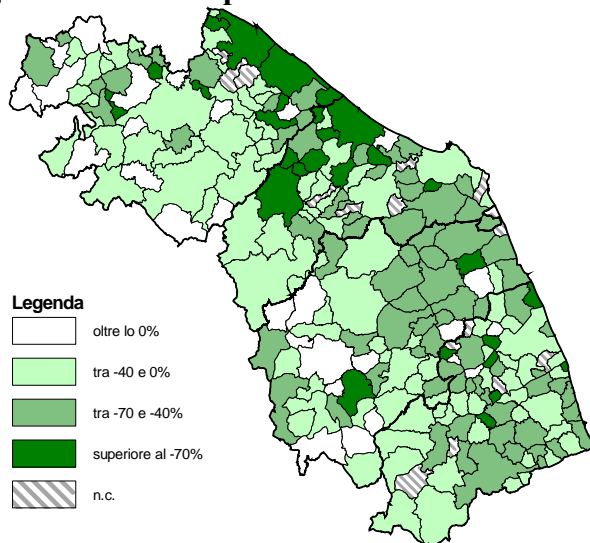 Legenda
oltre lo 0%
tra -40 e 0%
tra -70 e -40%
superiore al -70%
n.c.